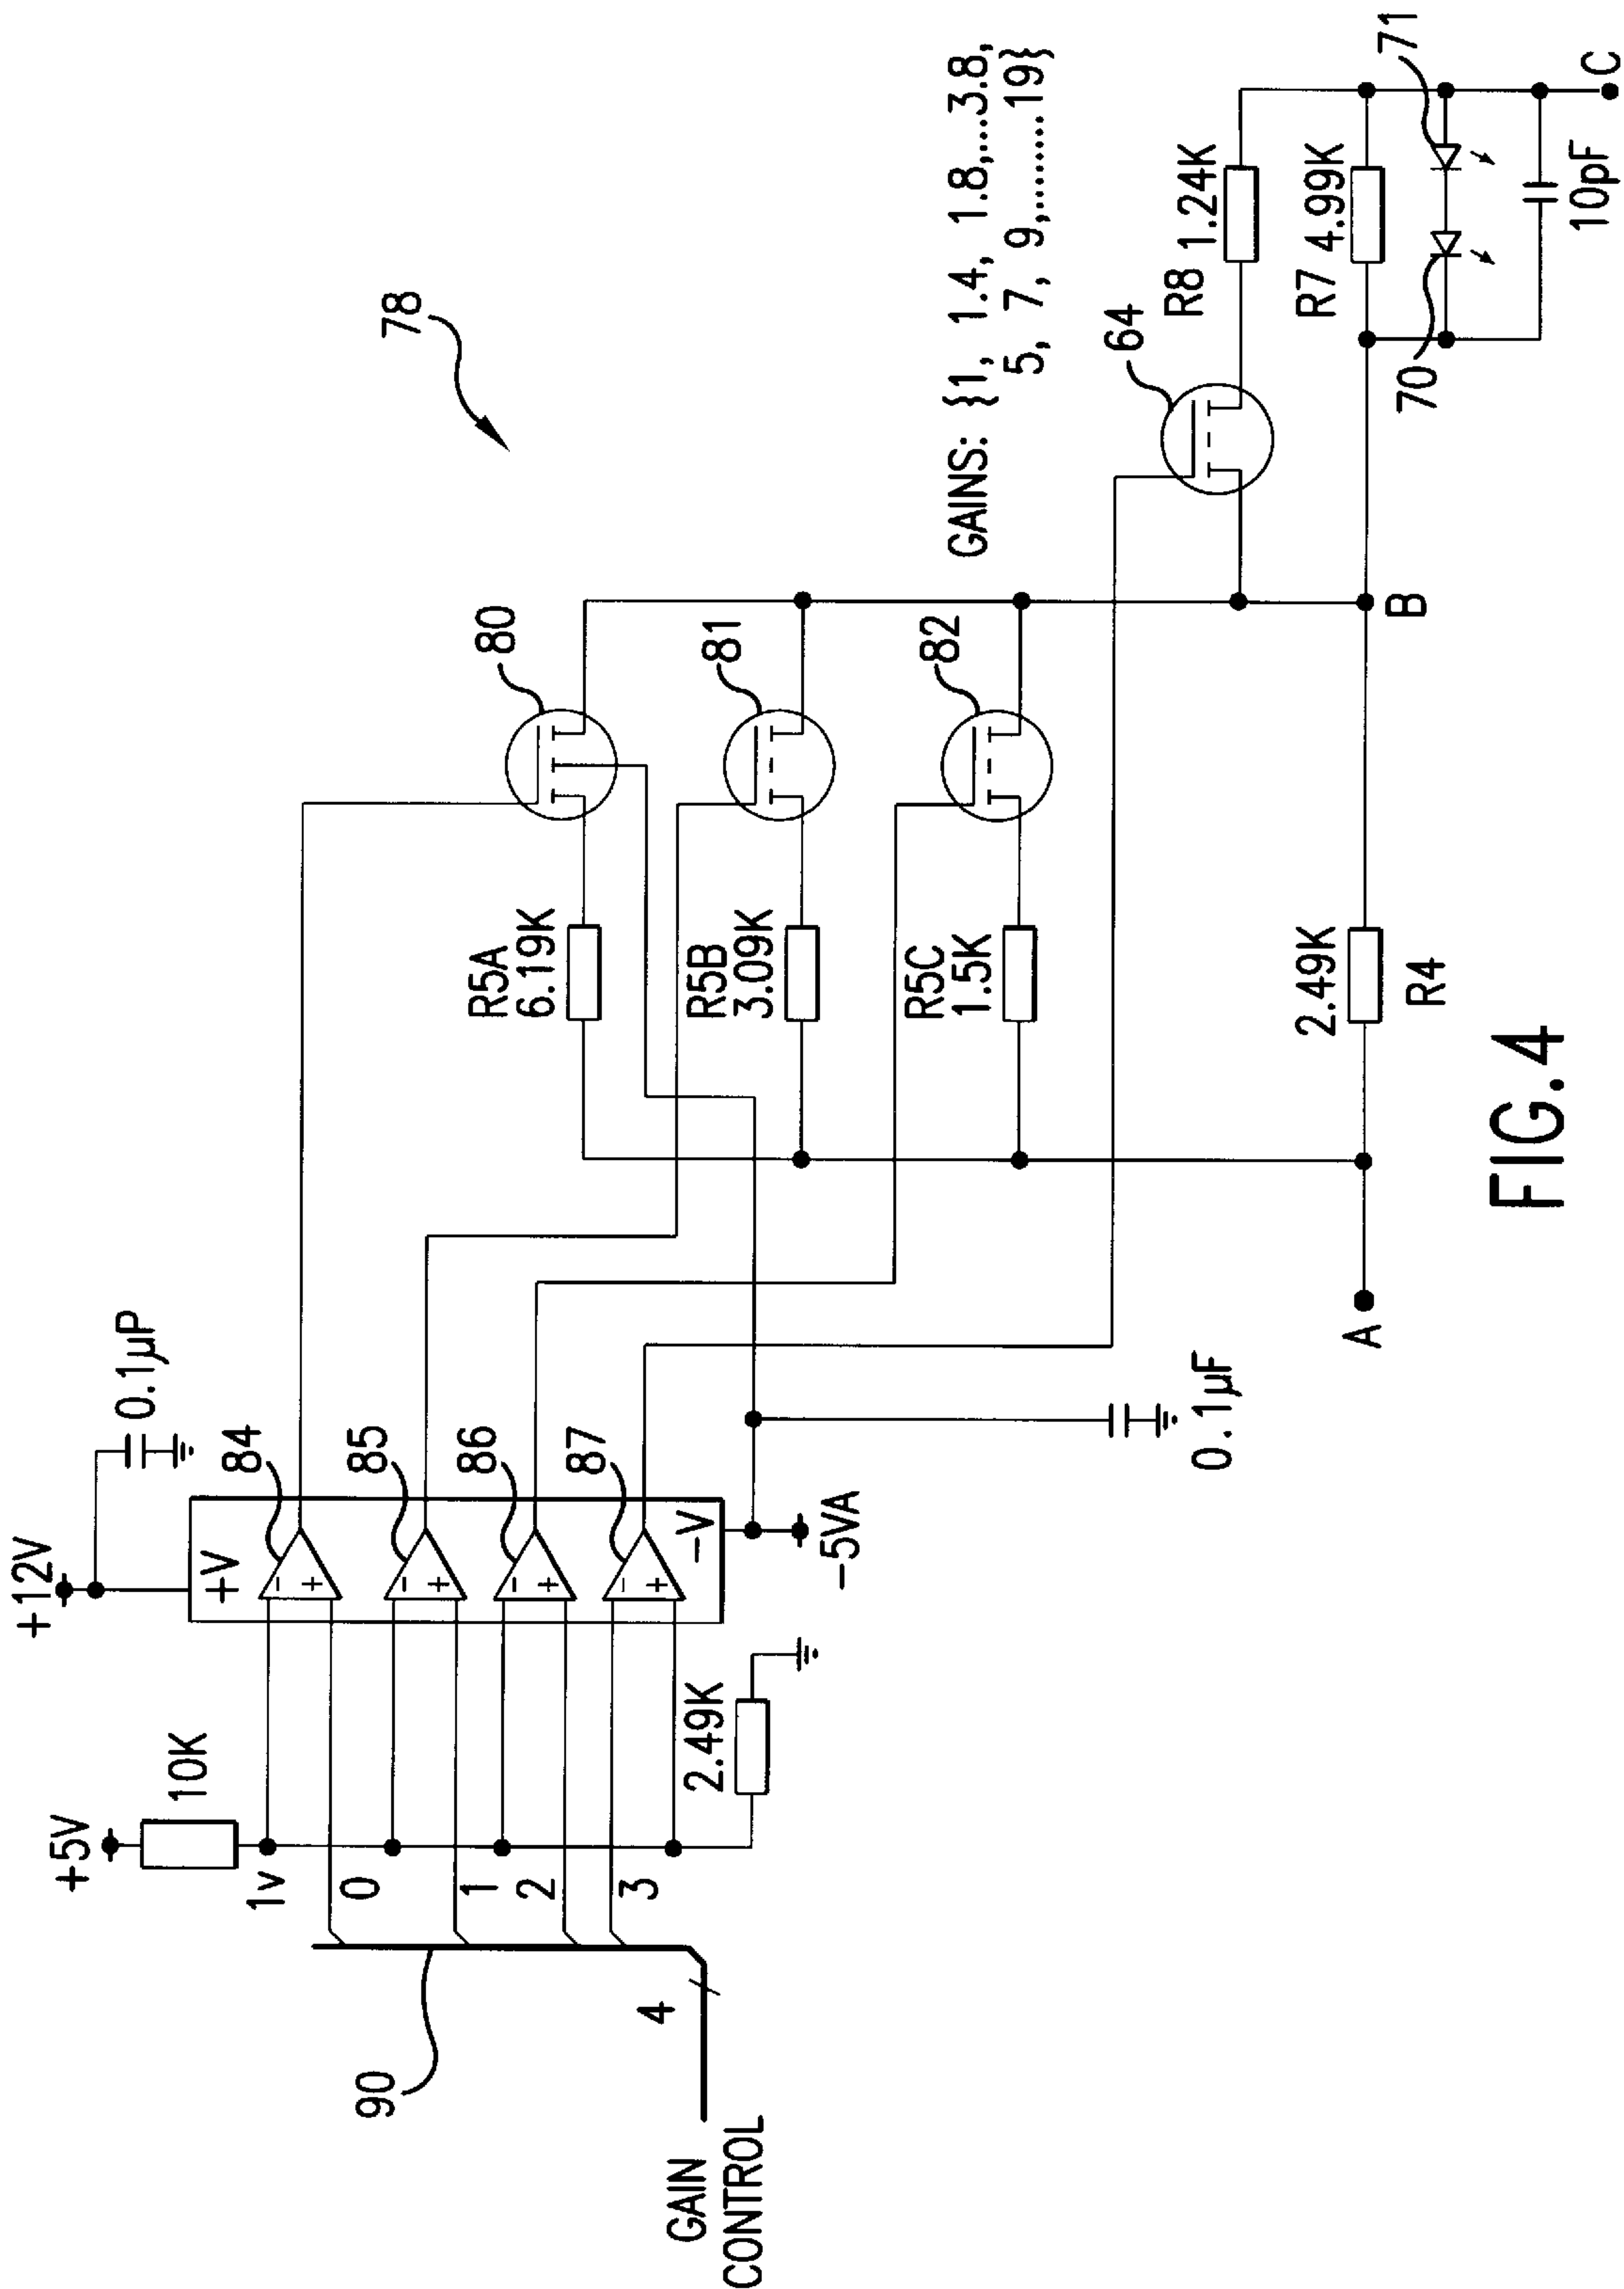 +5V
10K
1v
0
1
2
3
90
4
GAIN
CONTROL
2.49K
+12V
0.1µP
+V
-
+
84
-
+
85
-
+
86
-
+
87
-V
-5VA
0.1µF
78
R5A
6.19K
80
R5B
3.09K
81
R5C
1.5K
82
GAINS: {1, 1.4, 1.8,...3.8,
5, 7, 9,........19}
64
R8 1.24K
R7 4.99K
70
71
10pF
A
2.49K
R4
B
C
FIG.4